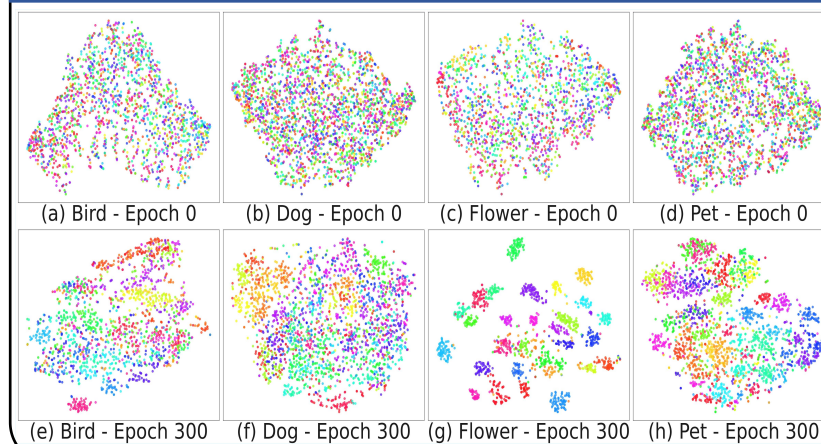 (a) Bird - Epoch 0
(b) Dog - Epoch 0
(c) Flower - Epoch 0
(d) Pet - Epoch 0
(e) Bird - Epoch 300
(f) Dog - Epoch 300
(g) Flower - Epoch 300
(h) Pet - Epoch 300